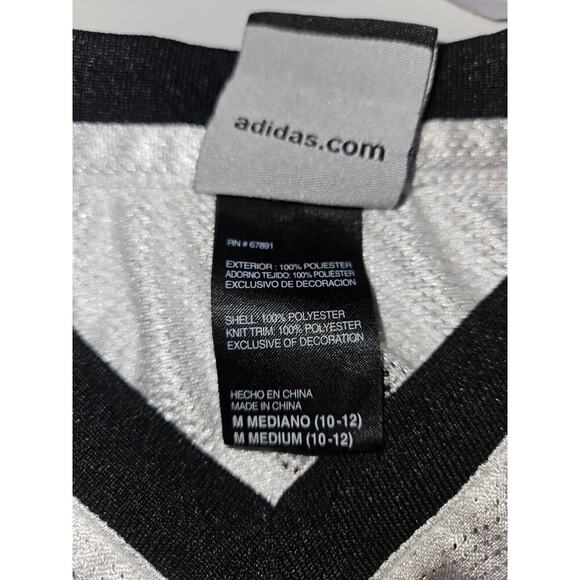 adidas.com
RN # 67891
EXTERIOR : 100% POLIESTER
ADORNO TEJIDO: 100% POLIESTER
EXCLUSIVO DE DECORACION
SHELL: 100% POLYESTER
KNIT TRIM: 100% POLYESTER
EXCLUSIVE OF DECORATION
HECHO EN CHINA
MADE IN CHINA
M MEDIANO (10-12)
M MEDIUM (10-12)